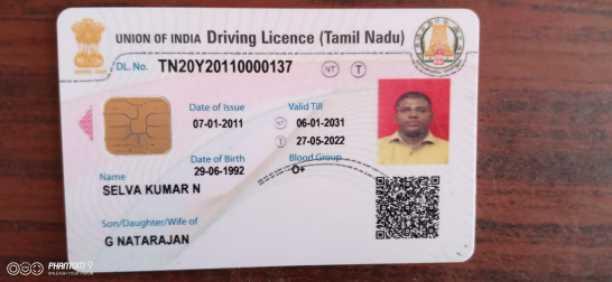 UNION OF INDIA Driving Licence (Tamil Nadu)
DL. No. TN20Y20110000137 NT T
Date of Issue Valid Till
07-01-2011 NT 06-01-2031
T 27-05-2022
Date of Birth Blood Group
29-06-1992 O+
Name
SELVA KUMAR N
Son/Daughter/Wife of
G NATARAJAN
PHANTOM 9